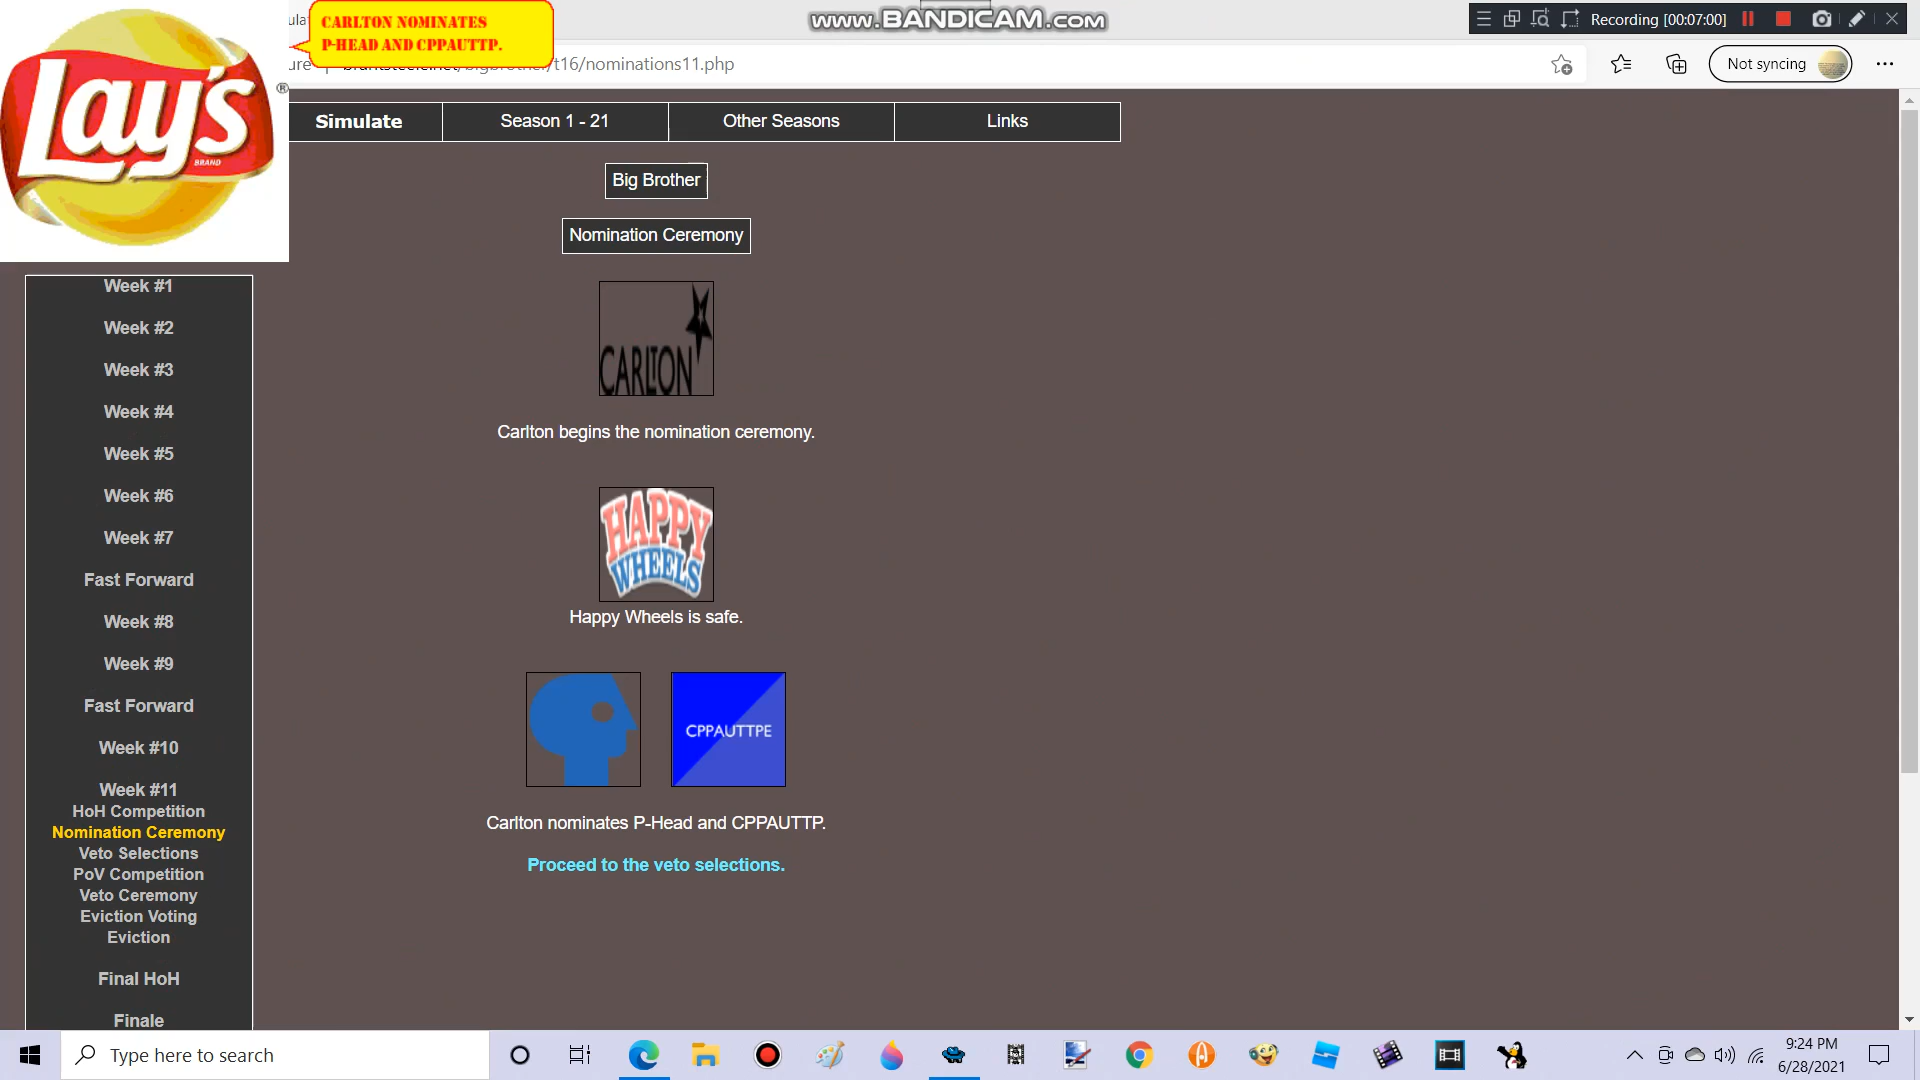 CARLTON NOMINATES
P-HEAD AND CPPAUTTP.
Lay's
BRAND
®
www.BANDICAM.com
Recording [00:07:00]
/t16/nominations11.php
Not syncing
Simulate
Season 1 - 21
Other Seasons
Links
Big Brother
Nomination Ceremony
CARLTON
Carlton begins the nomination ceremony.
HAPPY
WHEELS
Happy Wheels is safe.
CPPAUTTPE
Carlton nominates P-Head and CPPAUTTP.
Proceed to the veto selections.
Week #1
Week #2
Week #3
Week #4
Week #5
Week #6
Week #7
Fast Forward
Week #8
Week #9
Fast Forward
Week #10
Week #11
HoH Competition
Nomination Ceremony
Veto Selections
PoV Competition
Veto Ceremony
Eviction Voting
Eviction
Final HoH
Finale
Type here to search
9:24 PM
6/28/2021